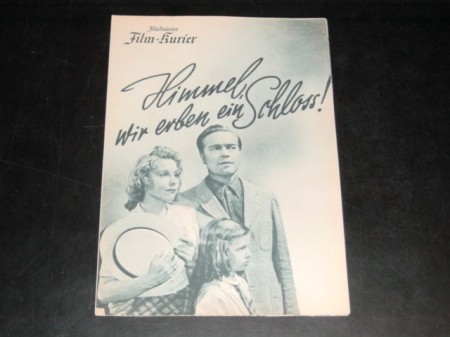 Illustrierter
Film-Kurier
Himmel,
wir erben ein Schloss!